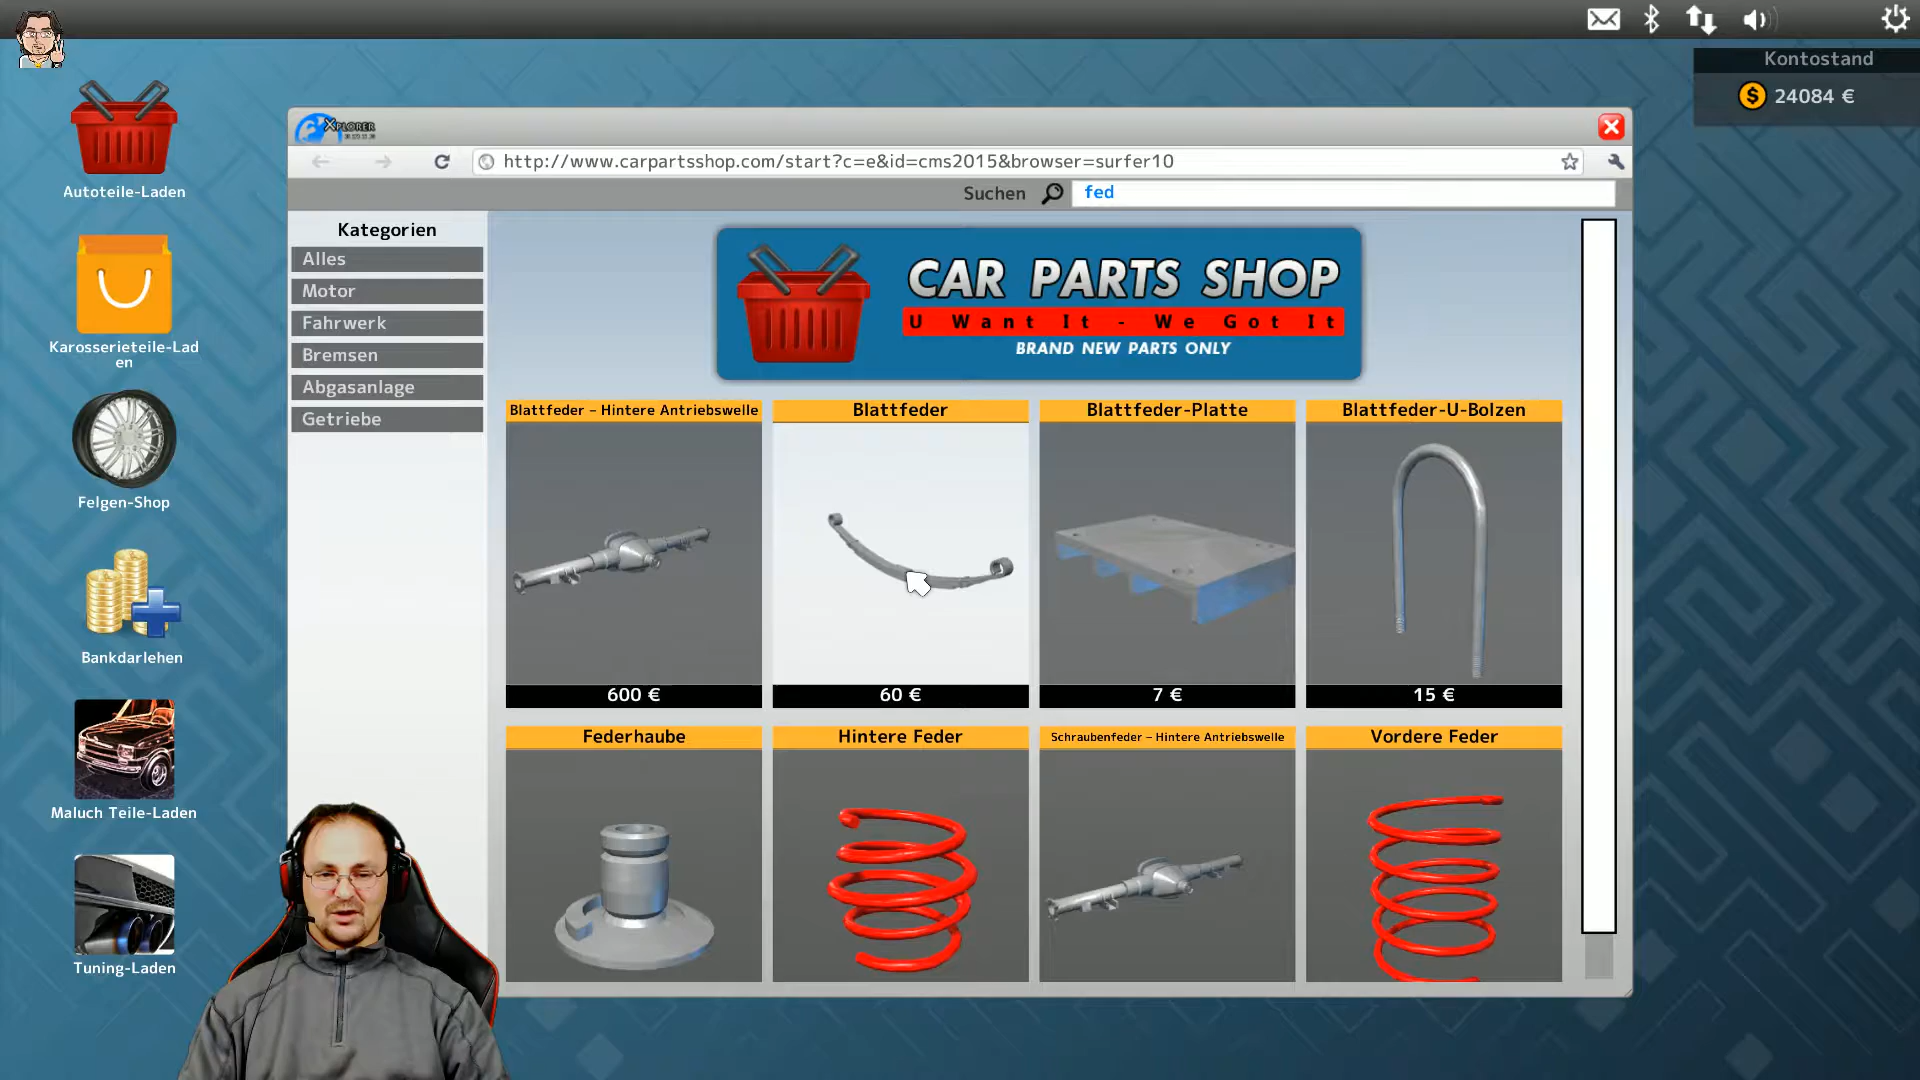 Kontostand
24084 €
Autoteile-Laden
Karosserieteile-Lad
en
Felgen-Shop
Bankdarlehen
Maluch Teile-Laden
Tuning-Laden
XPLORER
http://www.carpartsshop.com/start?c=e&id=cms2015&browser=surfer10
Suchen
fed
Kategorien
Alles
Motor
Fahrwerk
Bremsen
Abgasanlage
Getriebe
CAR PARTS SHOP
U Want It - We Got It
BRAND NEW PARTS ONLY
Blattfeder – Hintere Antriebswelle
Blattfeder
Blattfeder-Platte
Blattfeder-U-Bolzen
600 €
60 €
7 €
15 €
Federhaube
Hintere Feder
Schraubenfeder – Hintere Antriebswelle
Vordere Feder